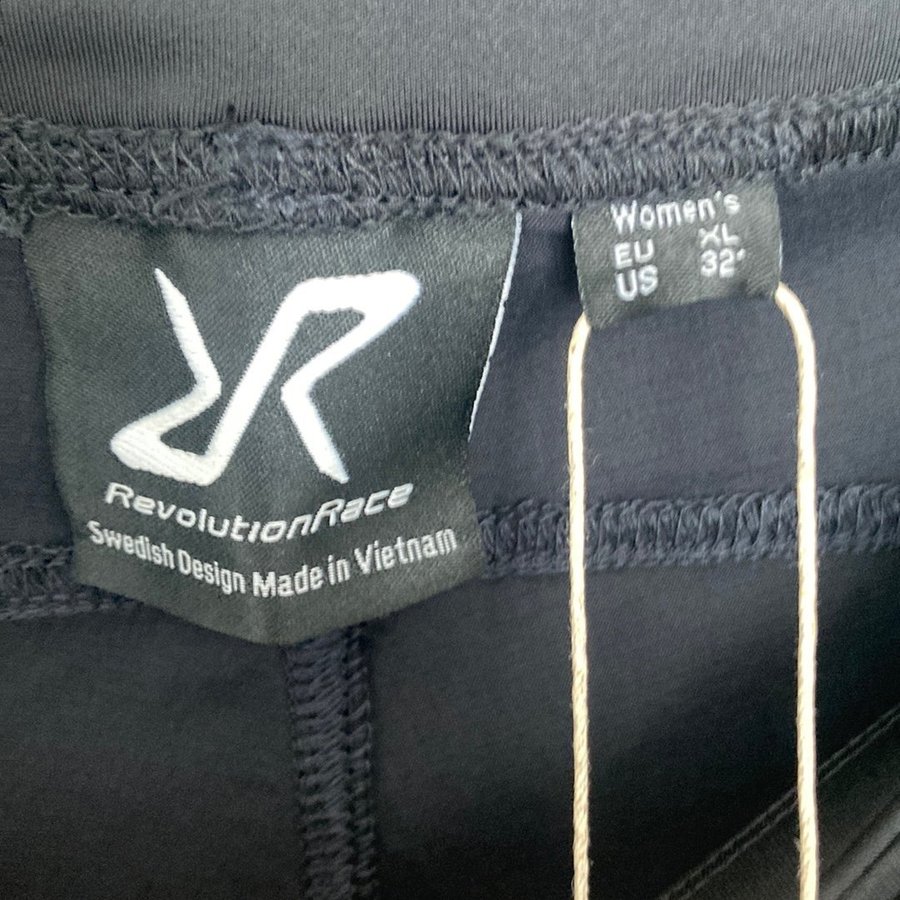 RevolutionRace
Swedish Design Made in Vietnam
Women's
EU XL
US 32"